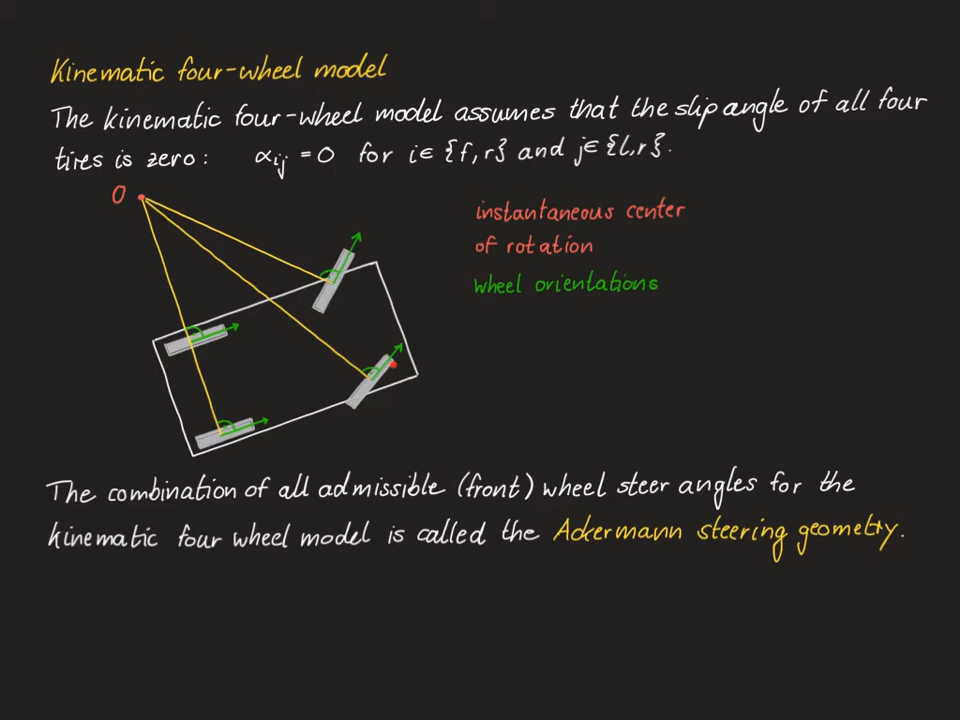 Kinematic four-wheel model
The kinematic four-wheel model assumes that the slip angle of all four
tires is zero: αij = 0 for i∈{f,r} and j∈{l,r}.
O
instantaneous center
of rotation
wheel orientations
The combination of all admissible (front) wheel steer angles for the
kinematic four wheel model is called the Ackermann steering geometry.